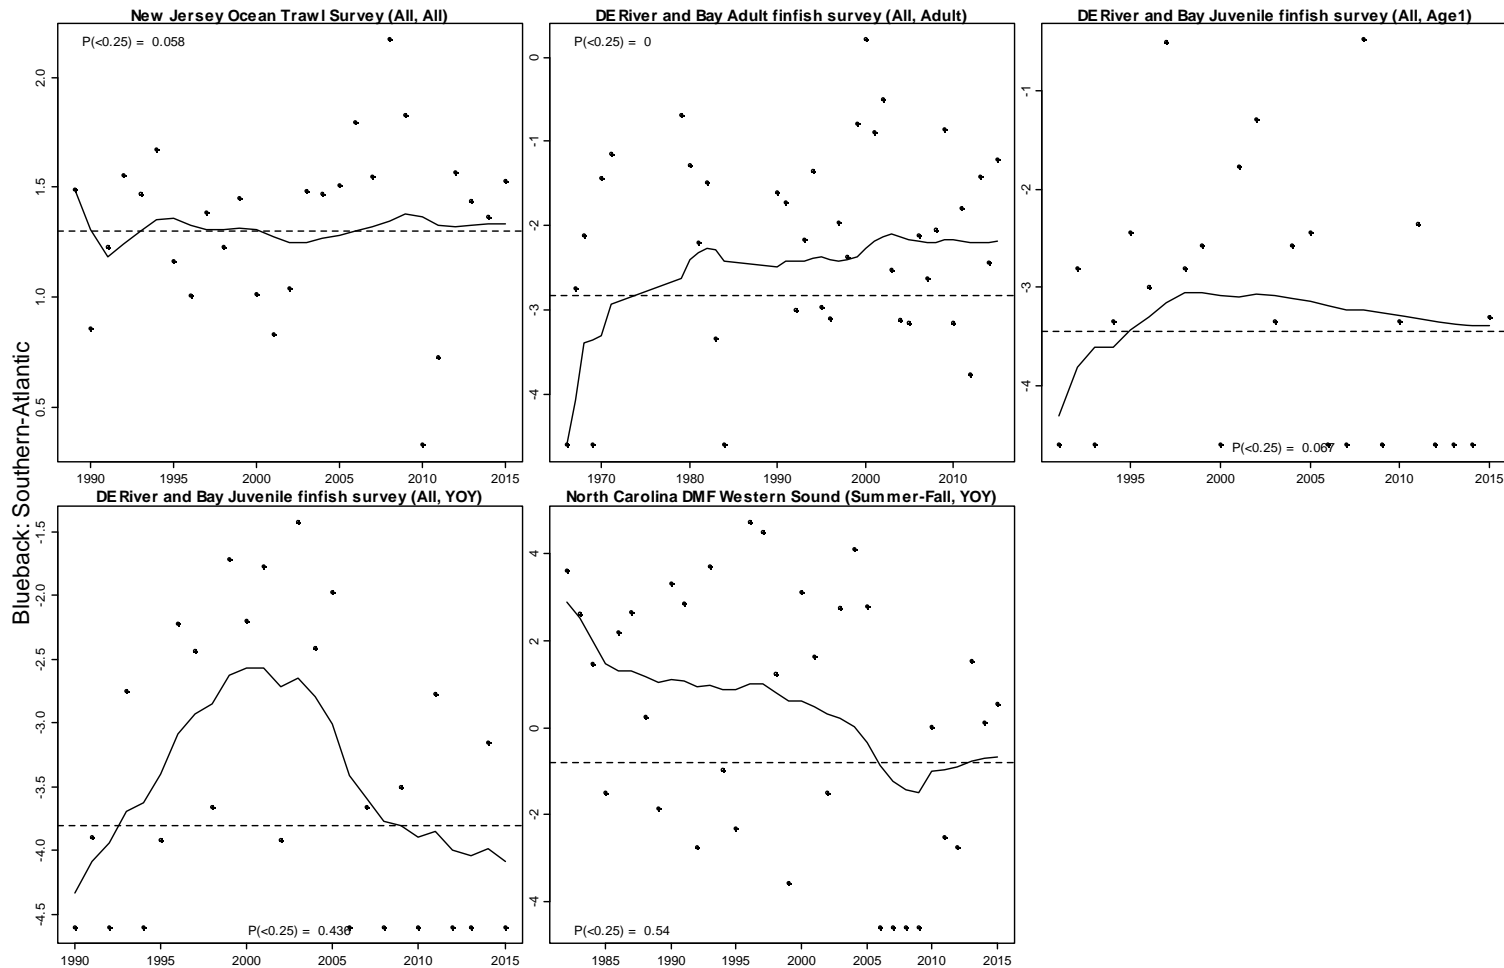 Blueback: Southern-Atlantic
New Jersey Ocean Trawl Survey (All, All)
P(<0.25) = 0.058
2.0
1.5
1.0
0.5
1990 1995 2000 2005 2010 2015
DE River and Bay Adult finfish survey (All, Adult)
P(<0.25) = 0
0
-1
-2
-3
-4
1970 1980 1990 2000 2010
DE River and Bay Juvenile finfish survey (All, Age1)
-1
-2
-3
-4
P(<0.25) = 0.067
1995 2000 2005 2010 2015
DE River and Bay Juvenile finfish survey (All, YOY)
-1.5
-2.0
-2.5
-3.0
-3.5
-4.0
-4.5
P(<0.25) = 0.436
1990 1995 2000 2005 2010 2015
North Carolina DMF Western Sound (Summer-Fall, YOY)
4
2
0
-2
-4
P(<0.25) = 0.54
1985 1990 1995 2000 2005 2010 2015